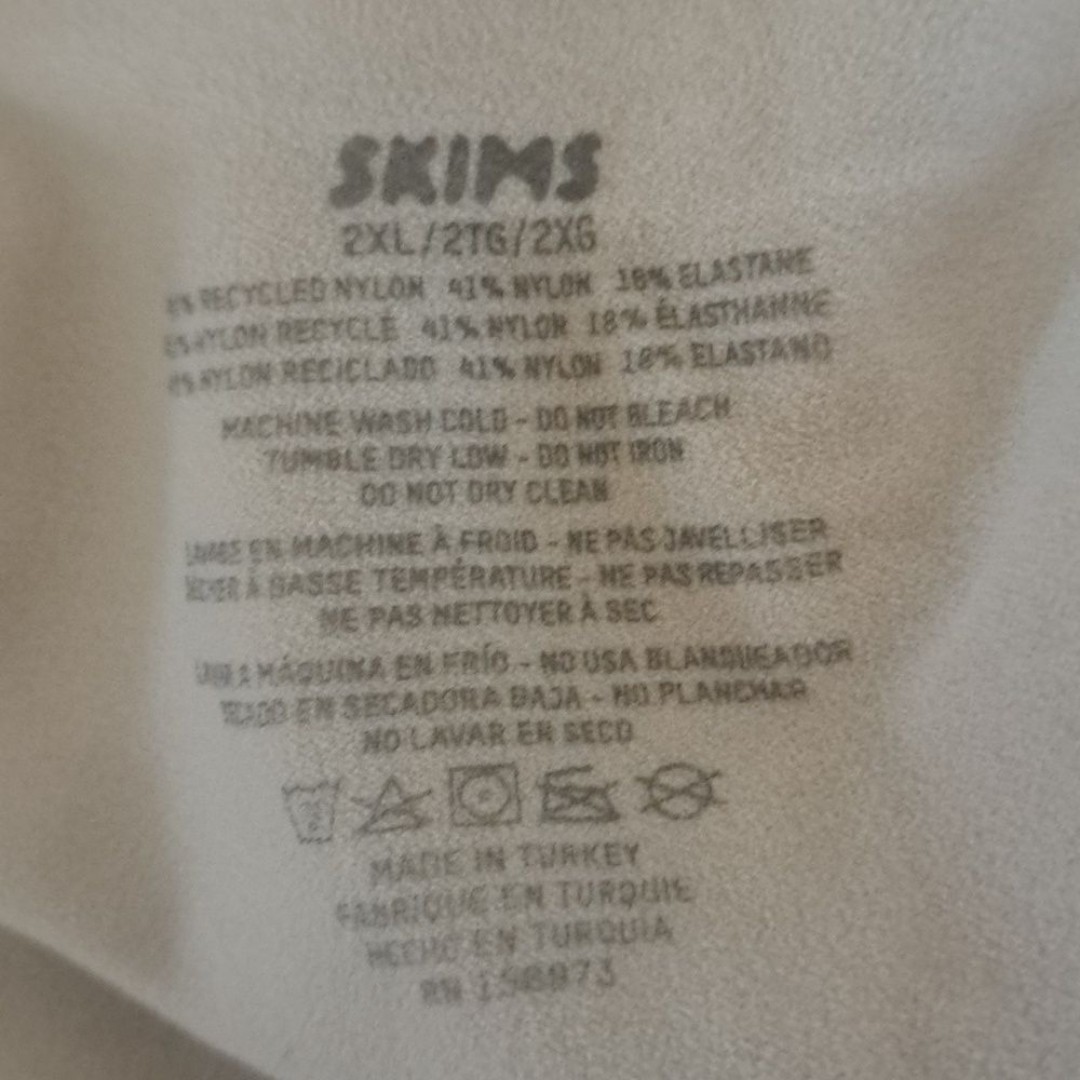 SKIMS
2XL/2TG/2XG
RECYCLED NYLON 41% NYLON 18% ELASTANE
NYLON RECYCLÉ 41% NYLON 18% ÉLASTHANNE
NYLON RECICLADO 41% NYLON 18% ELASTANO
MACHINE WASH COLD - DO NOT BLEACH
TUMBLE DRY LOW - DO NOT IRON
DO NOT DRY CLEAN
EN MACHINE À FROID - NE PAS JAVELLISER
À BASSE TEMPÉRATURE - NE PAS REPASSER
NE PAS NETTOYER À SEC
MÁQUINA EN FRÍO - NO USA BLANQUEADOR
EN SECADORA BAJA - NO PLANCHAR
NO LAVAR EN SECO
MADE IN TURKEY
FABRIQUÉ EN TURQUIE
HECHO EN TURQUIA
RN